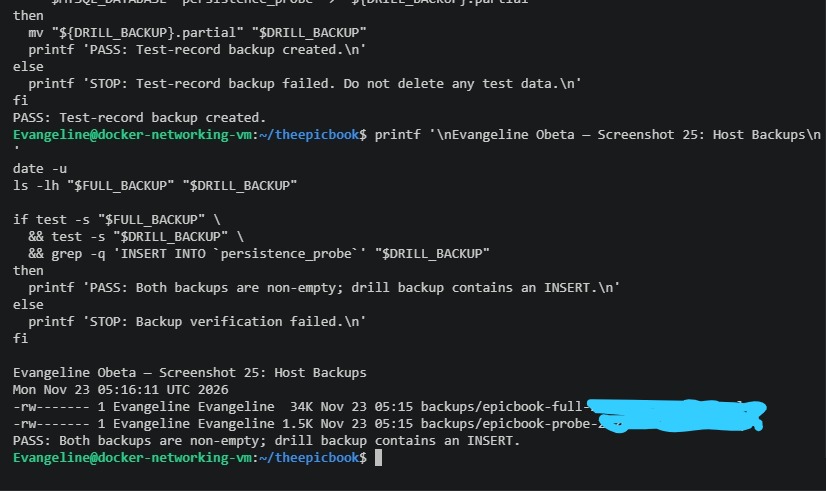 $MYSQL_DATABASE" persistence_probe > "${DRILL_BACKUP}.partial"
then
  mv "${DRILL_BACKUP}.partial" "$DRILL_BACKUP"
  printf 'PASS: Test-record backup created.\n'
else
  printf 'STOP: Test-record backup failed. Do not delete any test data.\n'
fi
PASS: Test-record backup created.
Evangeline@docker-networking-vm:~/theepicbook$ printf '\nEvangeline Obeta — Screenshot 25: Host Backups\n
'
date -u
ls -lh "$FULL_BACKUP" "$DRILL_BACKUP"

if test -s "$FULL_BACKUP" \
  && test -s "$DRILL_BACKUP" \
  && grep -q 'INSERT INTO `persistence_probe`' "$DRILL_BACKUP"
then
  printf 'PASS: Both backups are non-empty; drill backup contains an INSERT.\n'
else
  printf 'STOP: Backup verification failed.\n'
fi

Evangeline Obeta — Screenshot 25: Host Backups
Mon Nov 23 05:16:11 UTC 2026
-rw------- 1 Evangeline Evangeline  34K Nov 23 05:15 backups/epicbook-full-
-rw------- 1 Evangeline Evangeline 1.5K Nov 23 05:15 backups/epicbook-probe-2
PASS: Both backups are non-empty; drill backup contains an INSERT.
Evangeline@docker-networking-vm:~/theepicbook$